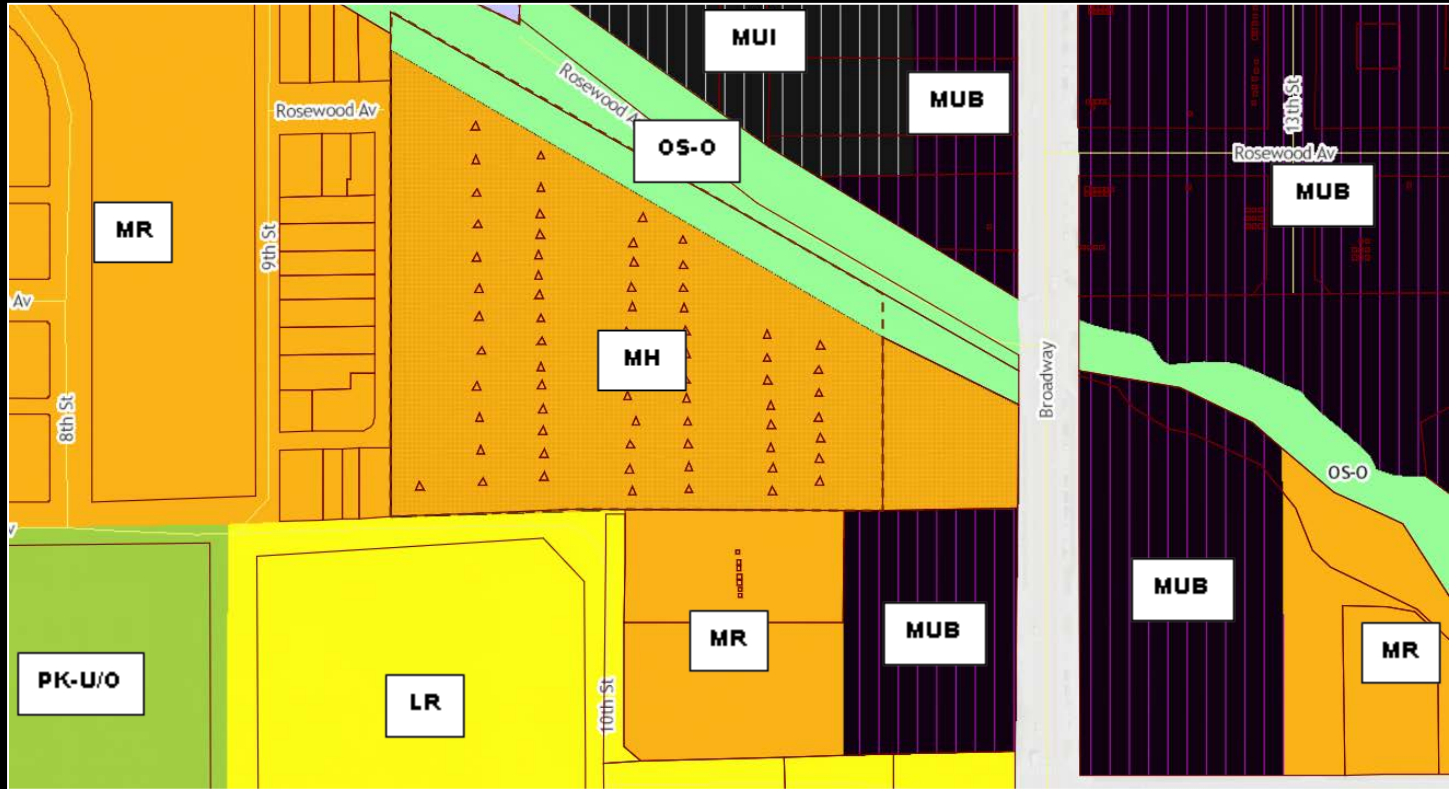 MUI
MUB
Rosewood A
OS-O
13th St
Rosewood Av
MUB
Rosewood Av
MR
9th St
Av
MH
Broadway
8th St
OS-O
MUB
MR
MUB
MR
PK-U/O
LR
10th St